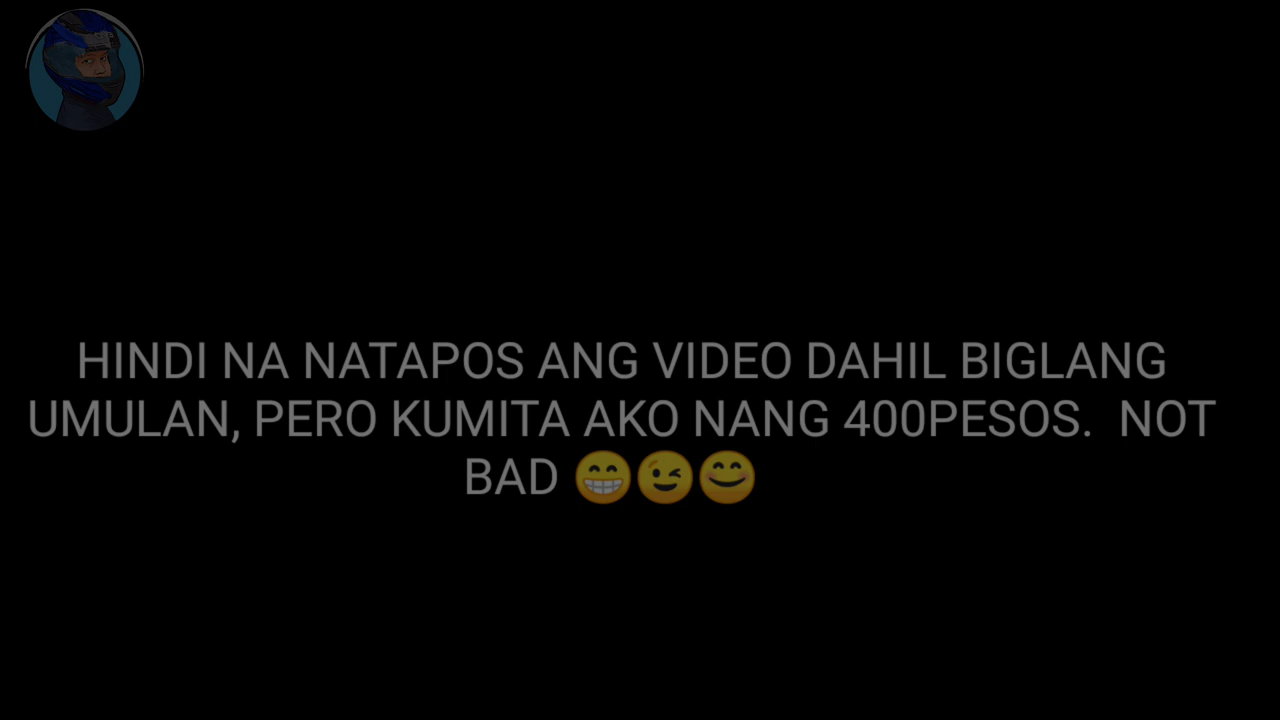 HINDI NA NATAPOS ANG VIDEO DAHIL BIGLANG
UMULAN, PERO KUMITA AKO NANG 400PESOS.  NOT
BAD 😁😉😊